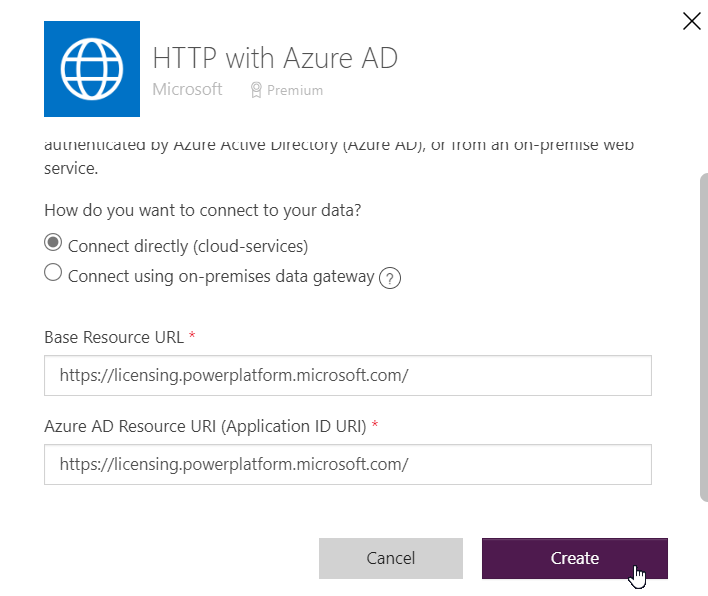 HTTP with Azure AD
Microsoft Premium
authenticated by Azure Active Directory (Azure AD), or from an on-premise web
service.
How do you want to connect to your data?
Connect directly (cloud-services)
Connect using on-premises data gateway ?
Base Resource URL *
https://licensing.powerplatform.microsoft.com/
Azure AD Resource URI (Application ID URI) *
https://licensing.powerplatform.microsoft.com/
Cancel Create